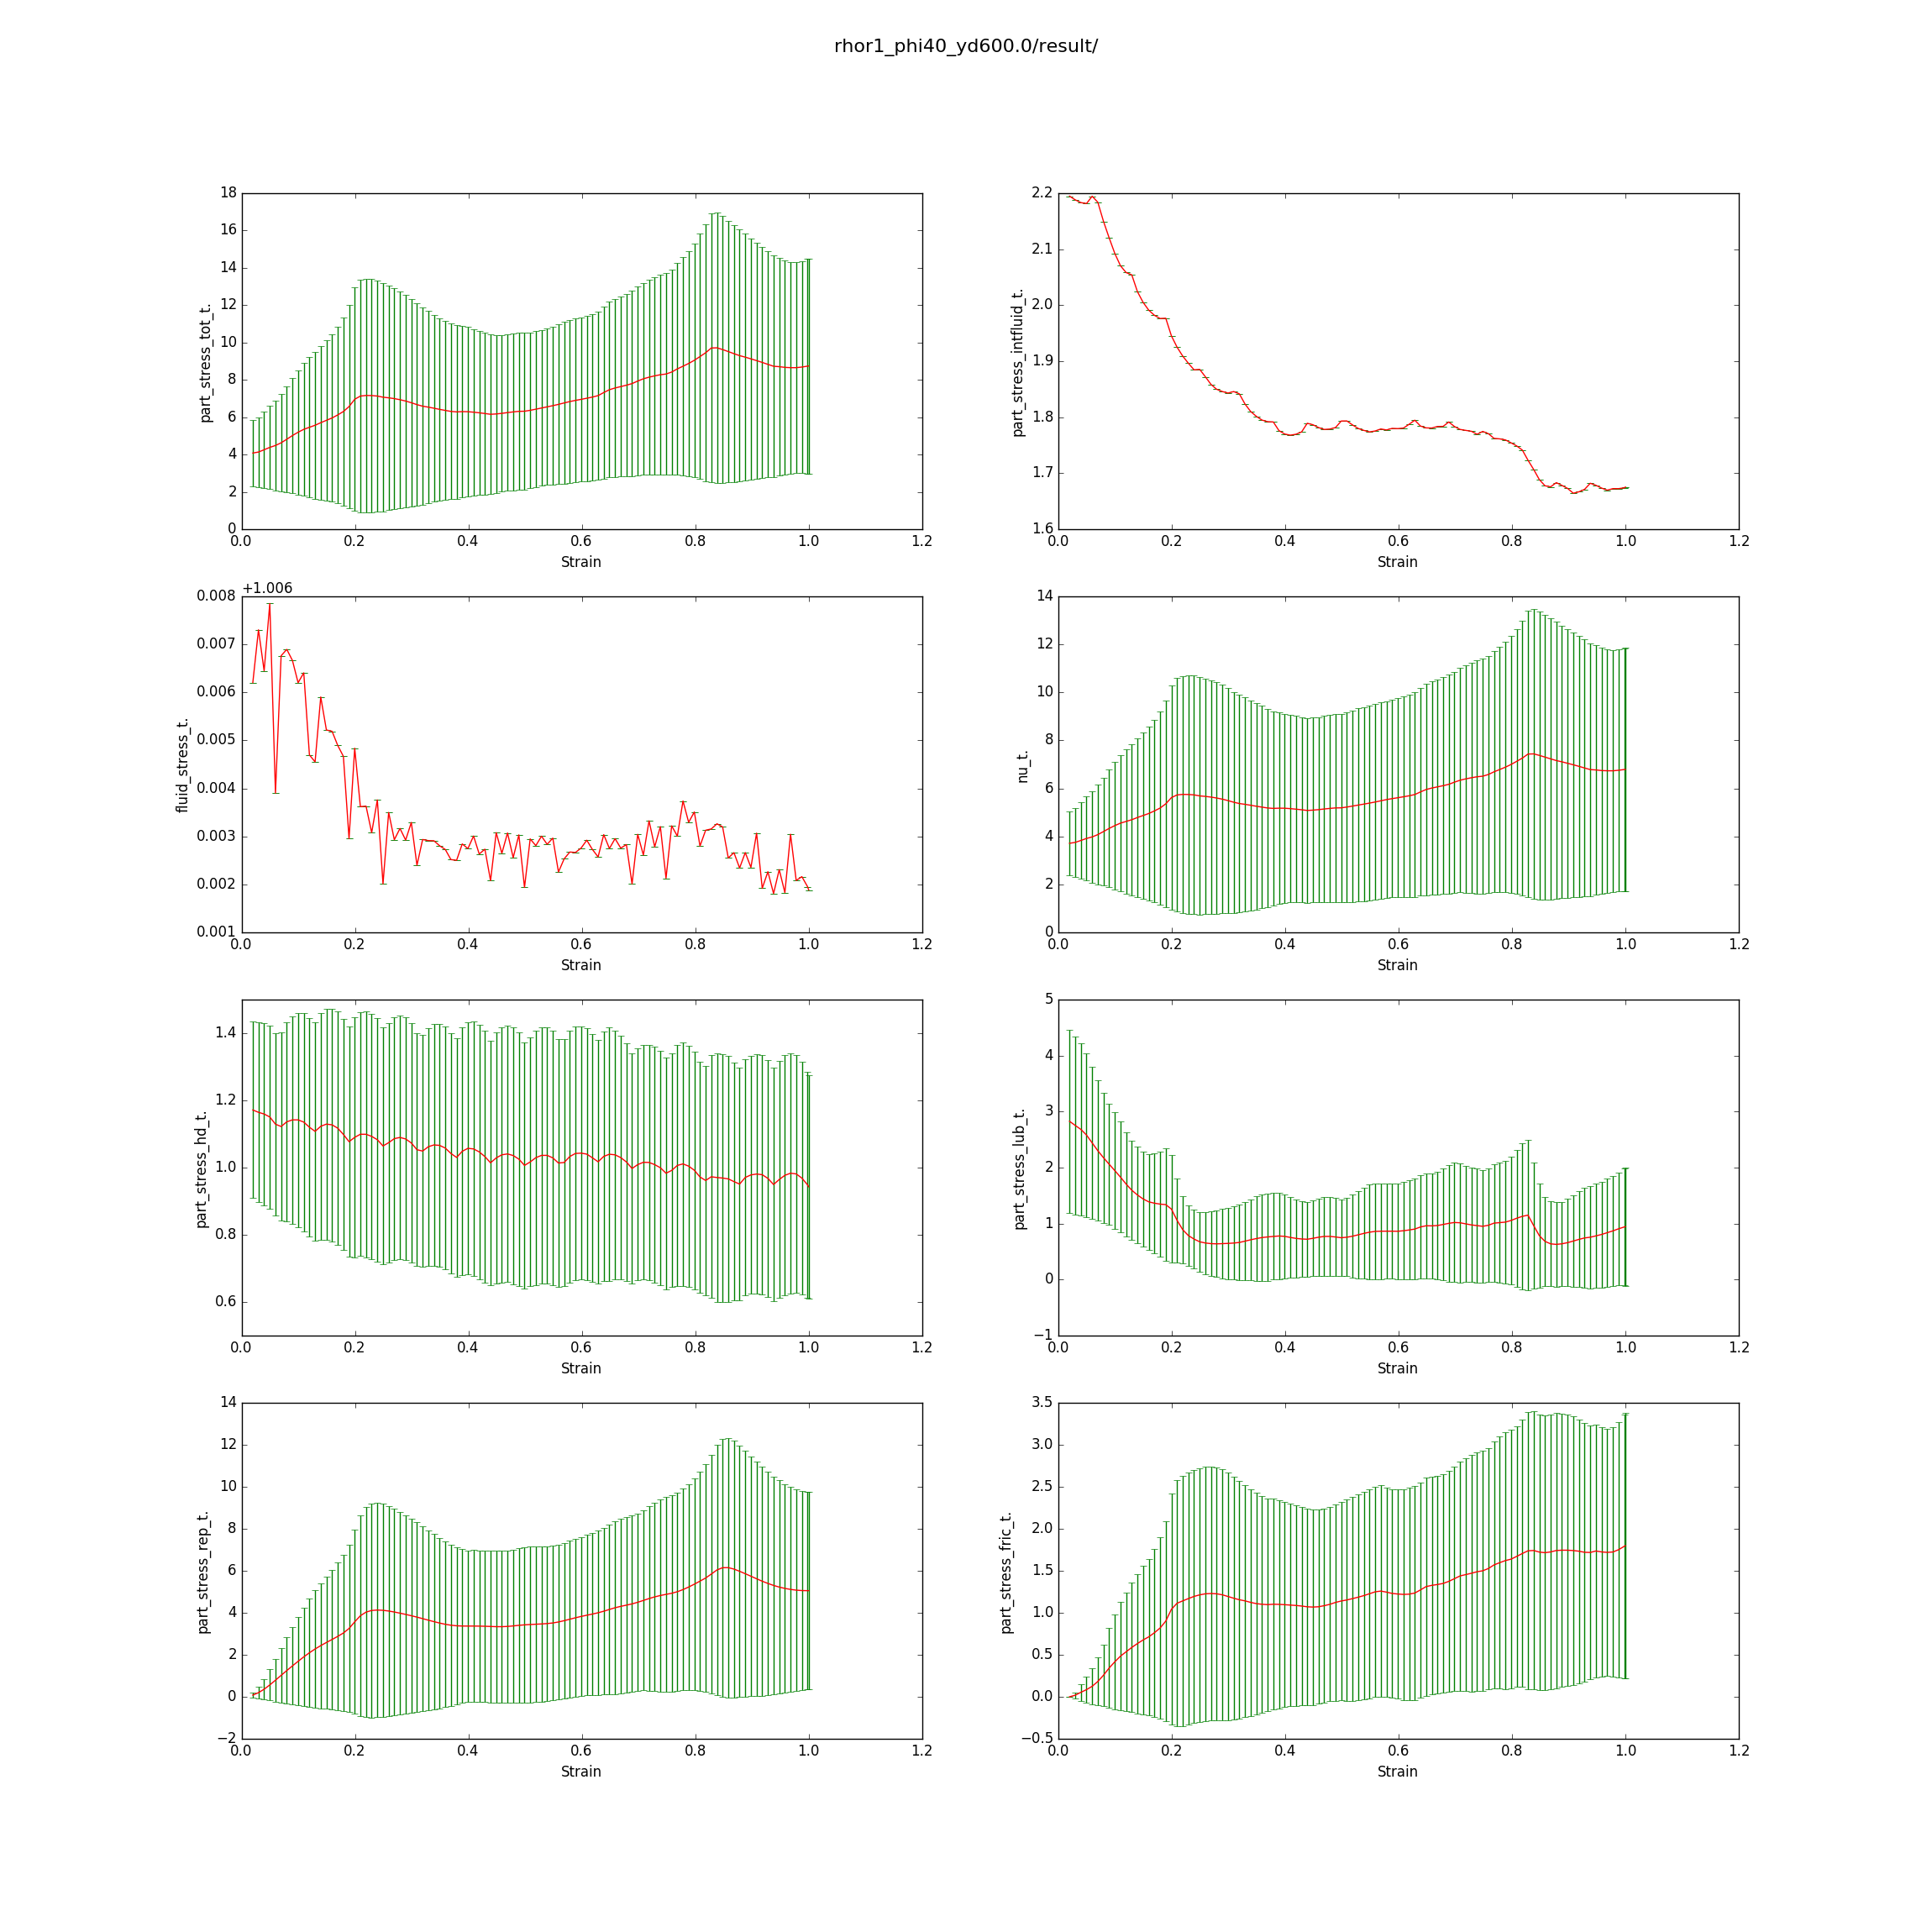 rhor1_phi40_yd600.0/result/
18
16
14
12
10
8
6
4
2
0
part_stress_tot_t.
0.0 0.2 0.4 0.6 0.8 1.0 1.2
Strain
2.2
2.1
2.0
1.9
1.8
1.7
1.6
part_stress_intfluid_t.
0.0 0.2 0.4 0.6 0.8 1.0 1.2
Strain
+1.006
0.008
0.007
0.006
0.005
0.004
0.003
0.002
0.001
fluid_stress_t.
0.0 0.2 0.4 0.6 0.8 1.0 1.2
Strain
14
12
10
8
6
4
2
0
nu_t.
0.0 0.2 0.4 0.6 0.8 1.0 1.2
Strain
1.4
1.2
1.0
0.8
0.6
part_stress_hd_t.
0.0 0.2 0.4 0.6 0.8 1.0 1.2
Strain
5
4
3
2
1
0
−1
part_stress_lub_t.
0.0 0.2 0.4 0.6 0.8 1.0 1.2
Strain
14
12
10
8
6
4
2
0
−2
part_stress_rep_t.
0.0 0.2 0.4 0.6 0.8 1.0 1.2
Strain
3.5
3.0
2.5
2.0
1.5
1.0
0.5
0.0
−0.5
part_stress_fric_t.
0.0 0.2 0.4 0.6 0.8 1.0 1.2
Strain